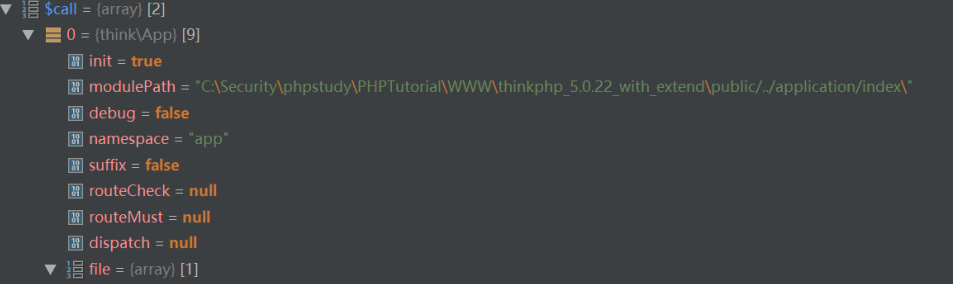 $call = {array} [2]
0 = {think\App} [9]
init = true
modulePath = "C:\Security\phpstudy\PHPTutorial\WWW\thinkphp_5.0.22_with_extend\public/../application/index\"
debug = false
namespace = "app"
suffix = false
routeCheck = null
routeMust = null
dispatch = null
file = {array} [1]